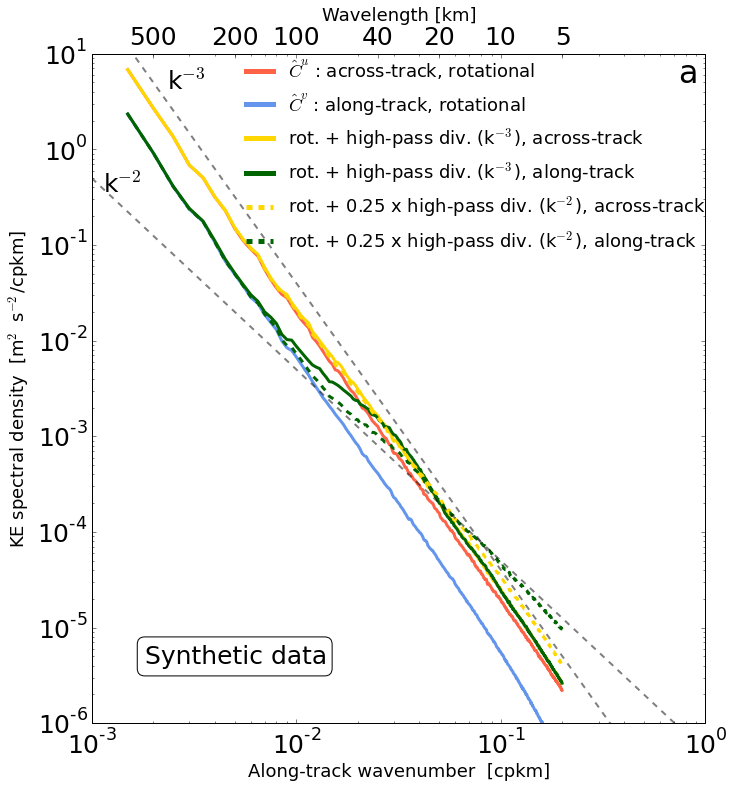 Wavelength [km]
500 200 100 40 20 10 5
a
k⁻³
k⁻²
Ĉᵘ : across-track, rotational
Ĉᵛ : along-track, rotational
rot. + high-pass div. (k⁻³), across-track
rot. + high-pass div. (k⁻³), along-track
rot. + 0.25 x high-pass div. (k⁻²), across-track
rot. + 0.25 x high-pass div. (k⁻²), along-track
10¹
10⁰
10⁻¹
10⁻²
10⁻³
10⁻⁴
10⁻⁵
10⁻⁶
KE spectral density [m² s⁻²/cpkm]
Synthetic data
10⁻³ 10⁻² 10⁻¹ 10⁰
Along-track wavenumber [cpkm]